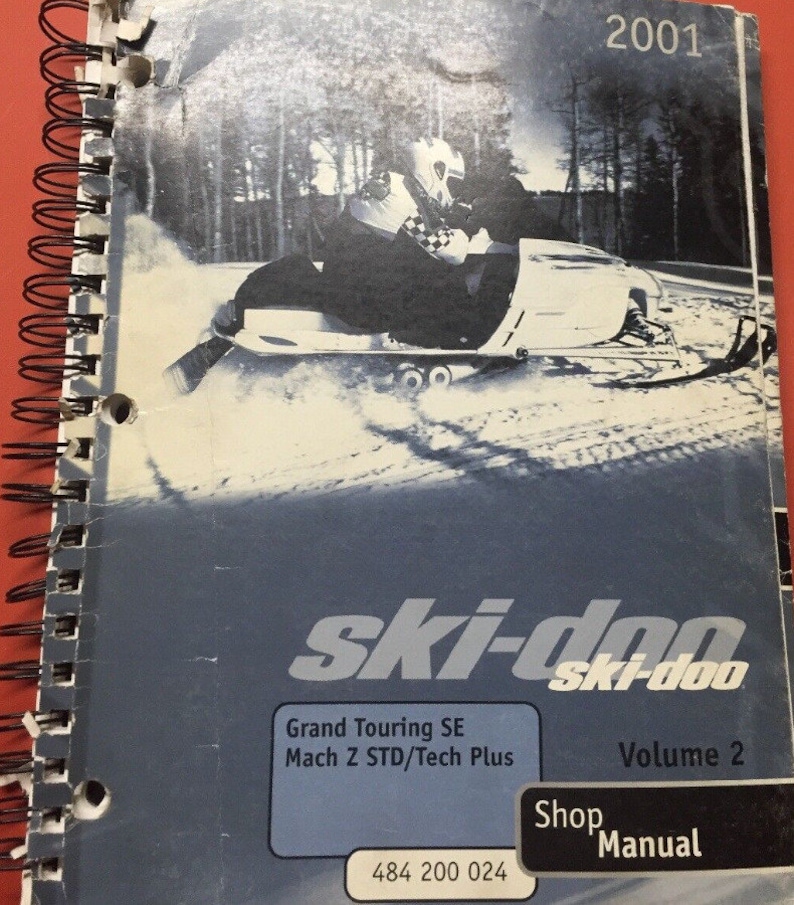 2001
ski-doo
ski-doo
Grand Touring SE
Mach Z STD/Tech Plus
Volume 2
Shop
Manual
484 200 024